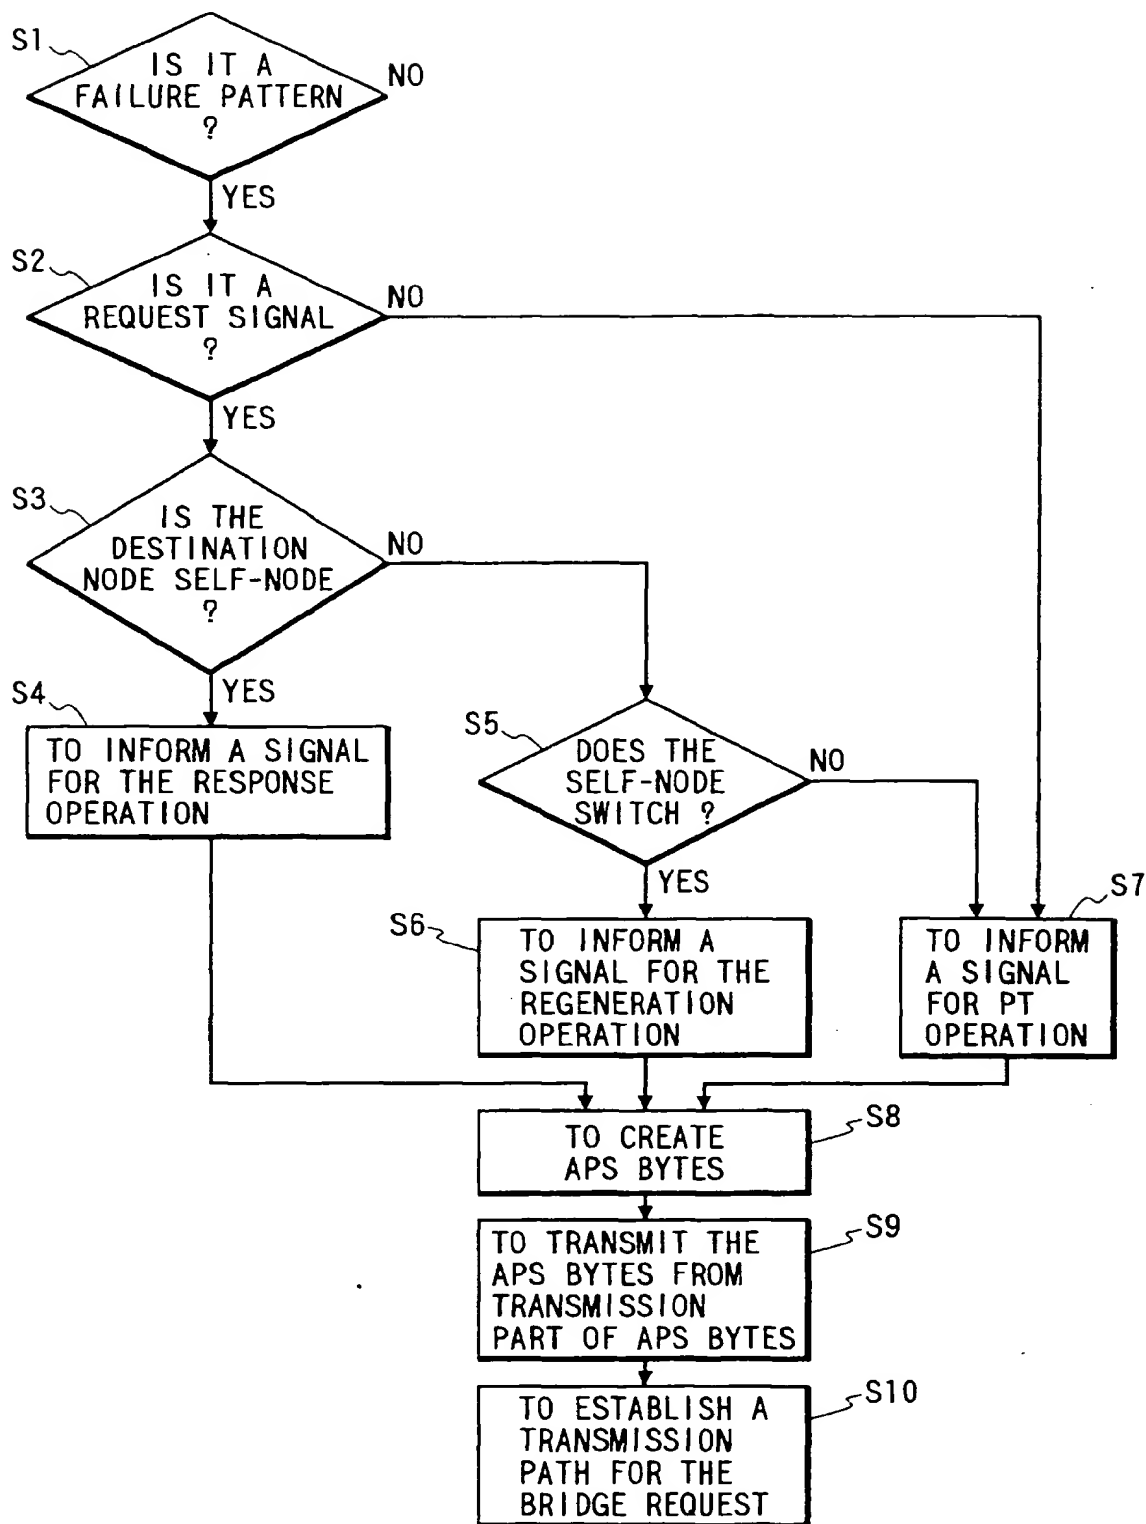 S1
IS IT A
FAILURE PATTERN
?
NO
YES
S2
IS IT A
REQUEST SIGNAL
?
NO
YES
S3
IS THE
DESTINATION
NODE SELF-NODE
?
NO
YES
S4
TO INFORM A SIGNAL
FOR THE RESPONSE
OPERATION
S5
DOES THE
SELF-NODE
SWITCH ?
NO
YES
S6
TO INFORM A
SIGNAL FOR THE
REGENERATION
OPERATION
S7
TO INFORM
A SIGNAL
FOR PT
OPERATION
S8
TO CREATE
APS BYTES
S9
TO TRANSMIT THE
APS BYTES FROM
TRANSMISSION
PART OF APS BYTES
S10
TO ESTABLISH A
TRANSMISSION
PATH FOR THE
BRIDGE REQUEST